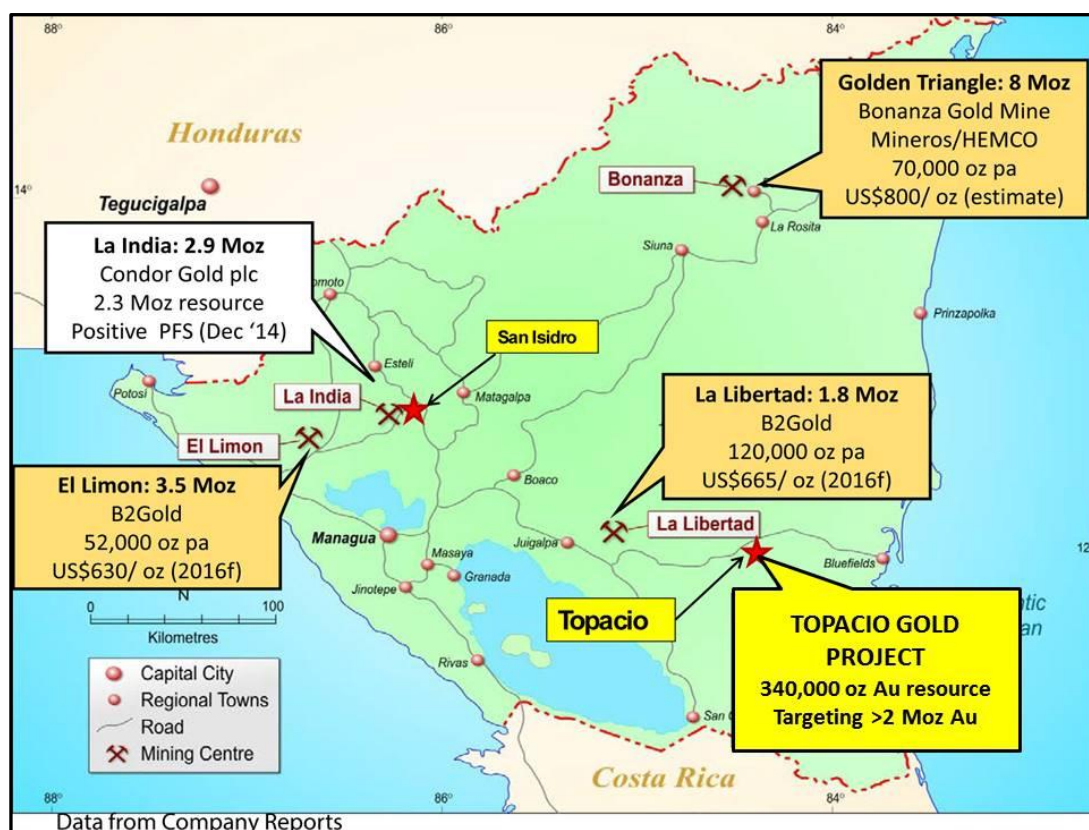 88°
86°
84°
Golden Triangle: 8 Moz
Bonanza Gold Mine
Mineros/HEMCO
70,000 oz pa
US$800/ oz (estimate)
Honduras
14°
Tegucigalpa
Bonanza
La Rosita
Siuna
La India: 2.9 Moz
Condor Gold plc
2.3 Moz resource
Positive PFS (Dec ‘14)
Prinzapolka
San Isidro
Esteli
Potosi
La India
Matagalpa
El Limon
La Libertad: 1.8 Moz
B2Gold
120,000 oz pa
US$665/ oz (2016f)
El Limon: 3.5 Moz
B2Gold
52,000 oz pa
US$630/ oz (2016f)
Boaco
Managua
La Libertad
Juigalpa
Masaya
Granada
Jinotepe
Bluefields
12
N
0 100
Kilometres
Topacio
TOPACIO GOLD
PROJECT
340,000 oz Au resource
Targeting >2 Moz Au
Capital City
Regional Towns
Road
Mining Centre
Rivas
San
Costa Rica
88°
86°
84°
Data from Company Reports